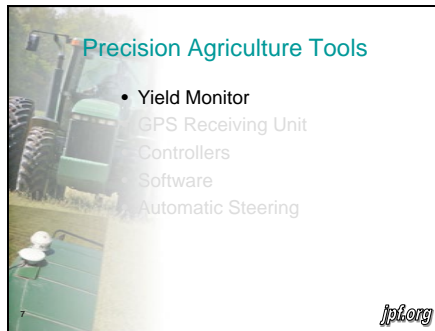 Precision Agriculture Tools
• Yield Monitor
GPS Receiving Unit
Controllers
Software
Automatic Steering
7
jpf.org